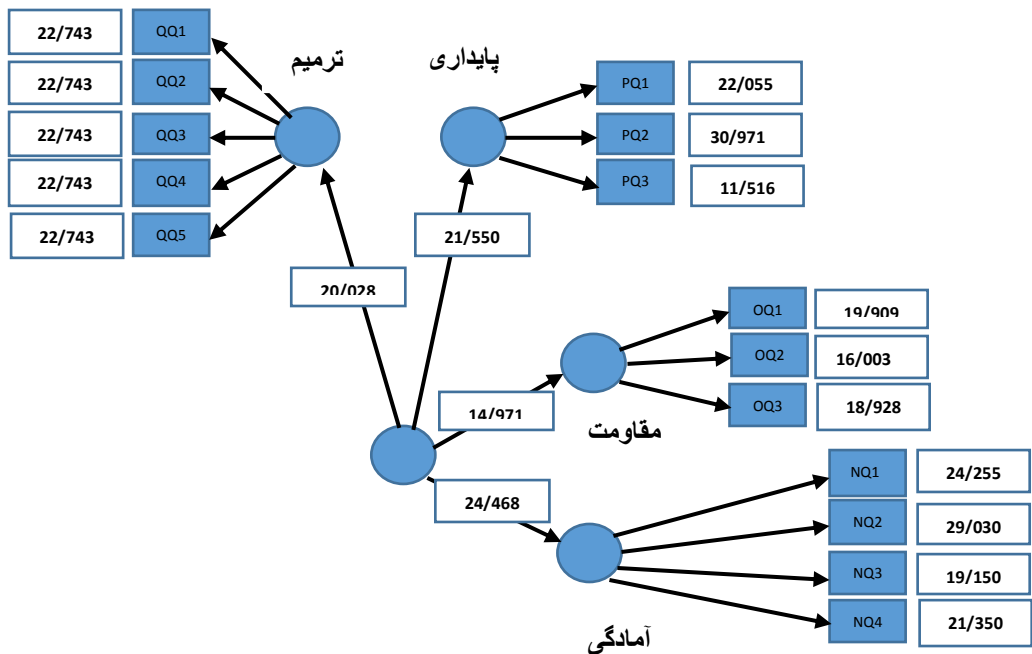 22/743
QQ1
22/743
QQ2
22/743
QQ3
22/743
QQ4
22/743
QQ5
ترمیم
پایداری
PQ1
22/055
PQ2
30/971
PQ3
11/516
21/550
20/028
OQ1
19/909
OQ2
16/003
OQ3
18/928
14/971
مقاومت
24/468
NQ1
24/255
NQ2
29/030
NQ3
19/150
NQ4
21/350
آمادگی